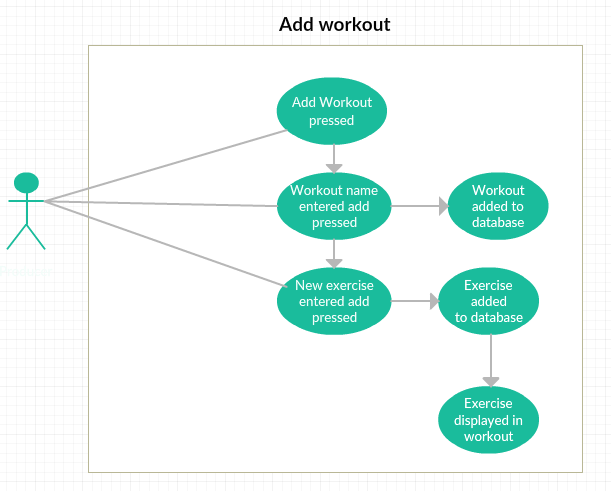 Add workout
Add Workout
pressed
Workout name
entered add
pressed
Workout
added to
database
New exercise
entered add
pressed
Exercise
added
to database
Exercise
displayed in
workout